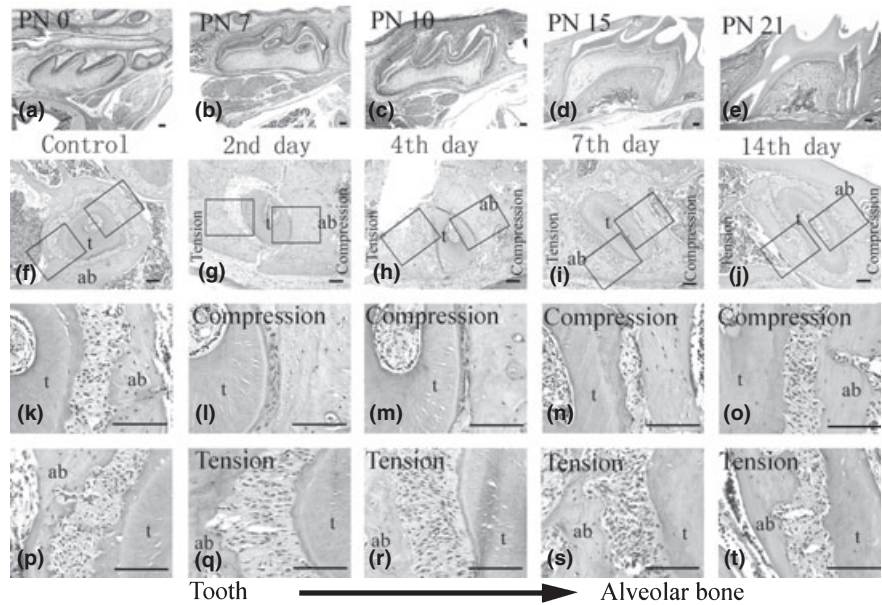 PN 0 PN 7 PN 10 PN 15 PN 21
(a) (b) (c) (d) (e)
Control 2nd day 4th day 7th day 14th day
t Tension t ab Compression Tension ab t Compression Tension t ab Compression Tension ab t Compression
ab
(f) (g) (h) (i) (j)
Compression Compression Compression Compression
t ab t t t t ab
(k) (l) (m) (n) (o)
Tension Tension Tension Tension
ab t ab t ab t ab t ab t
(p) (q) (r) (s) (t)
Tooth Alveolar bone